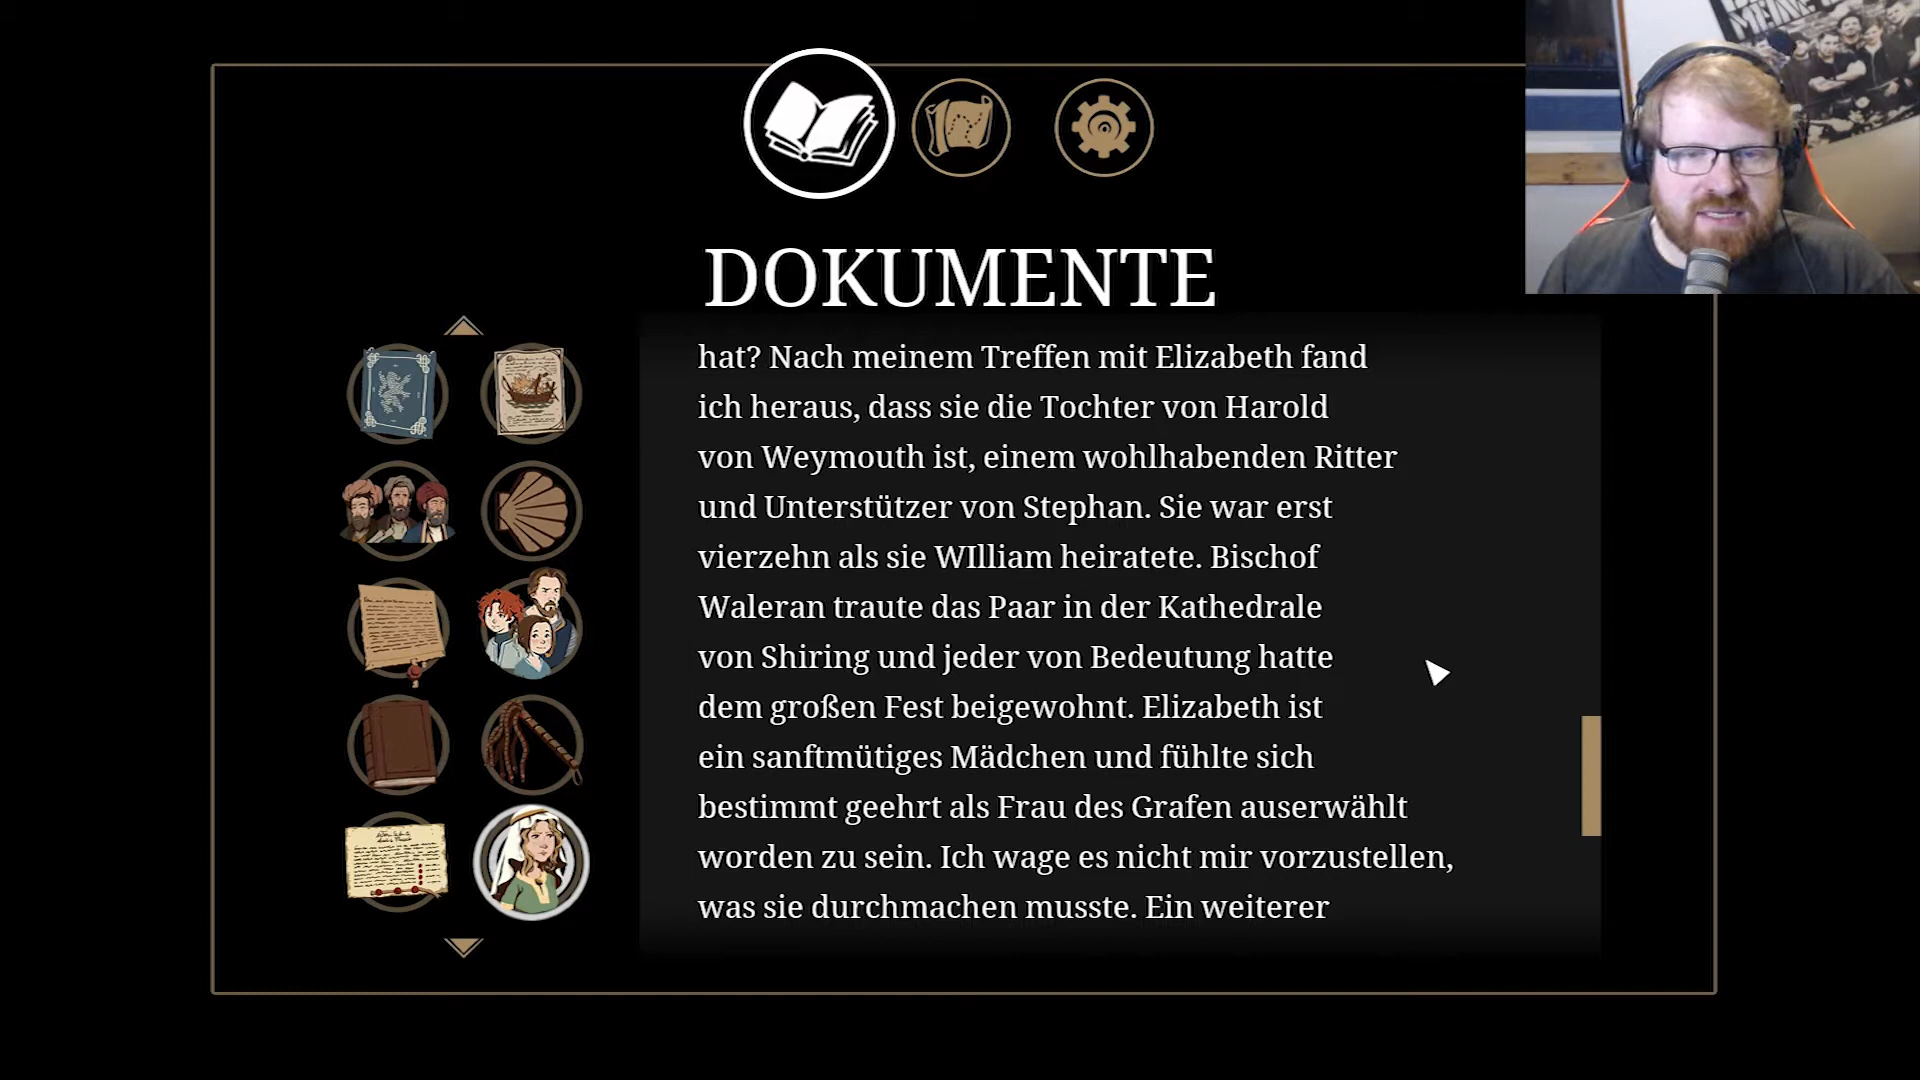 DOKUMENTE
hat? Nach meinem Treffen mit Elizabeth fand
ich heraus, dass sie die Tochter von Harold
von Weymouth ist, einem wohlhabenden Ritter
und Unterstützer von Stephan. Sie war erst
vierzehn als sie WIlliam heiratete. Bischof
Waleran traute das Paar in der Kathedrale
von Shiring und jeder von Bedeutung hatte
dem großen Fest beigewohnt. Elizabeth ist
ein sanftmütiges Mädchen und fühlte sich
bestimmt geehrt als Frau des Grafen auserwählt
worden zu sein. Ich wage es nicht mir vorzustellen,
was sie durchmachen musste. Ein weiterer